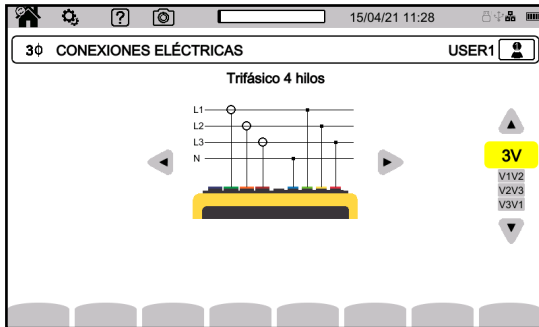 15/04/21 11:28
3Φ CONEXIONES ELÉCTRICAS USER1
Trifásico 4 hilos
L1
L2
L3
N
3V
V1V2
V2V3
V3V1